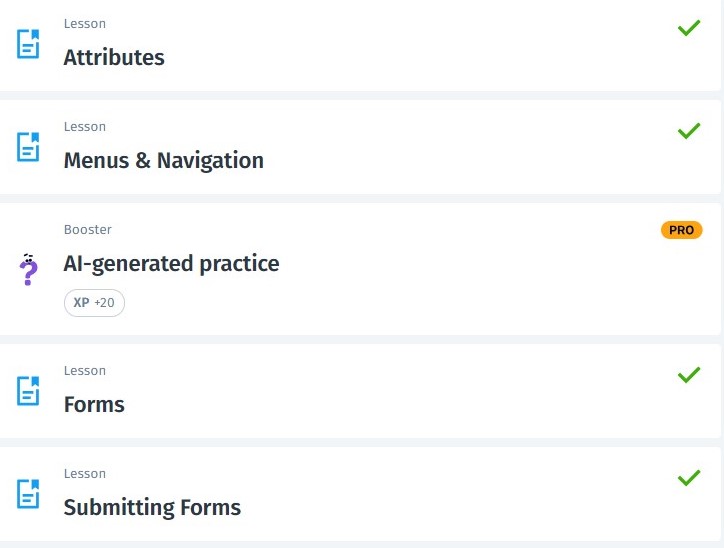 Lesson
Attributes
Lesson
Menus & Navigation
Booster
PRO
AI-generated practice
XP +20
Lesson
Forms
Lesson
Submitting Forms